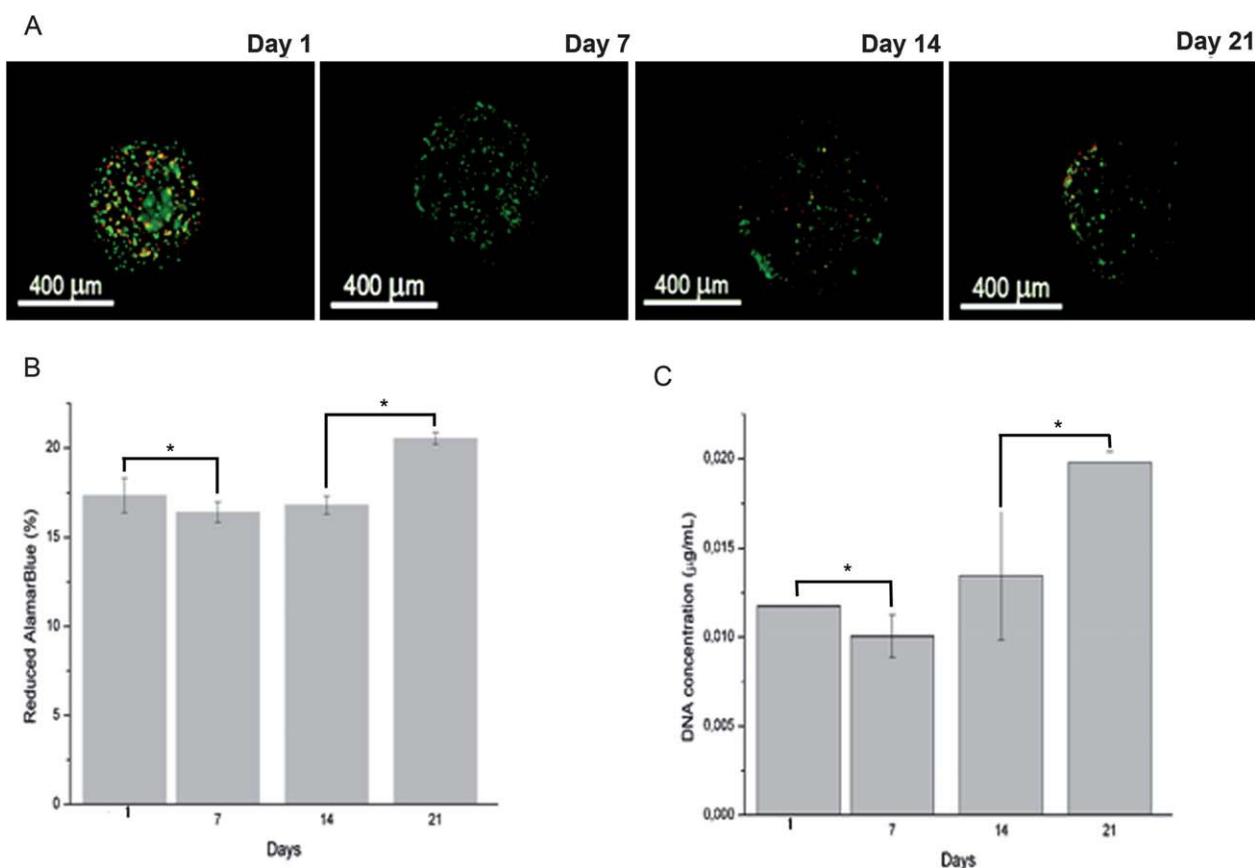 A
Day 1
Day 7
Day 14
Day 21
400 μm
400 μm
400 μm
400 μm
B
*
*
20
15
10
5
0
Reduced AlamarBlue (%)
1
7
14
21
Days
C
*
*
0,020
0,015
0,010
0,005
0,000
DNA concentration (μg/mL)
1
7
14
21
Days